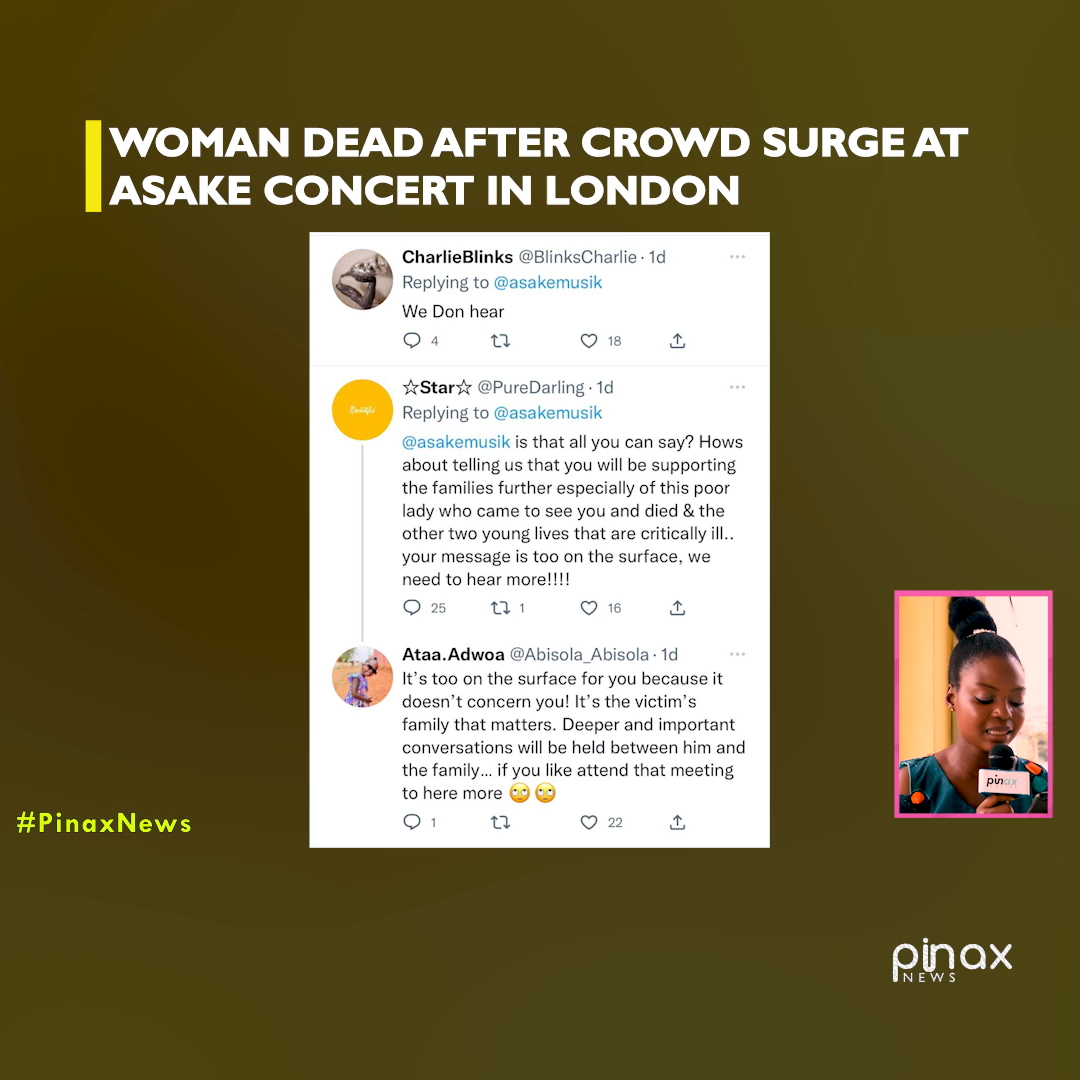 WOMAN DEAD AFTER CROWD SURGE AT
ASAKE CONCERT IN LONDON
CharlieBlinks @BlinksCharlie · 1d
Replying to @asakemusik
We Don hear
4 18
☆Star☆ @PureDarling · 1d
Replying to @asakemusik
@asakemusik is that all you can say? Hows
about telling us that you will be supporting
the families further especially of this poor
lady who came to see you and died & the
other two young lives that are critically ill..
your message is too on the surface, we
need to hear more!!!!
25 1 16
Ataa.Adwoa @Abisola_Abisola · 1d
It's too on the surface for you because it
doesn't concern you! It's the victim's
family that matters. Deeper and important
conversations will be held between him and
the family... if you like attend that meeting
to here more 🙄 🙄
1 22
Beautiful
pinax
#PinaxNews
pinax
NEWS